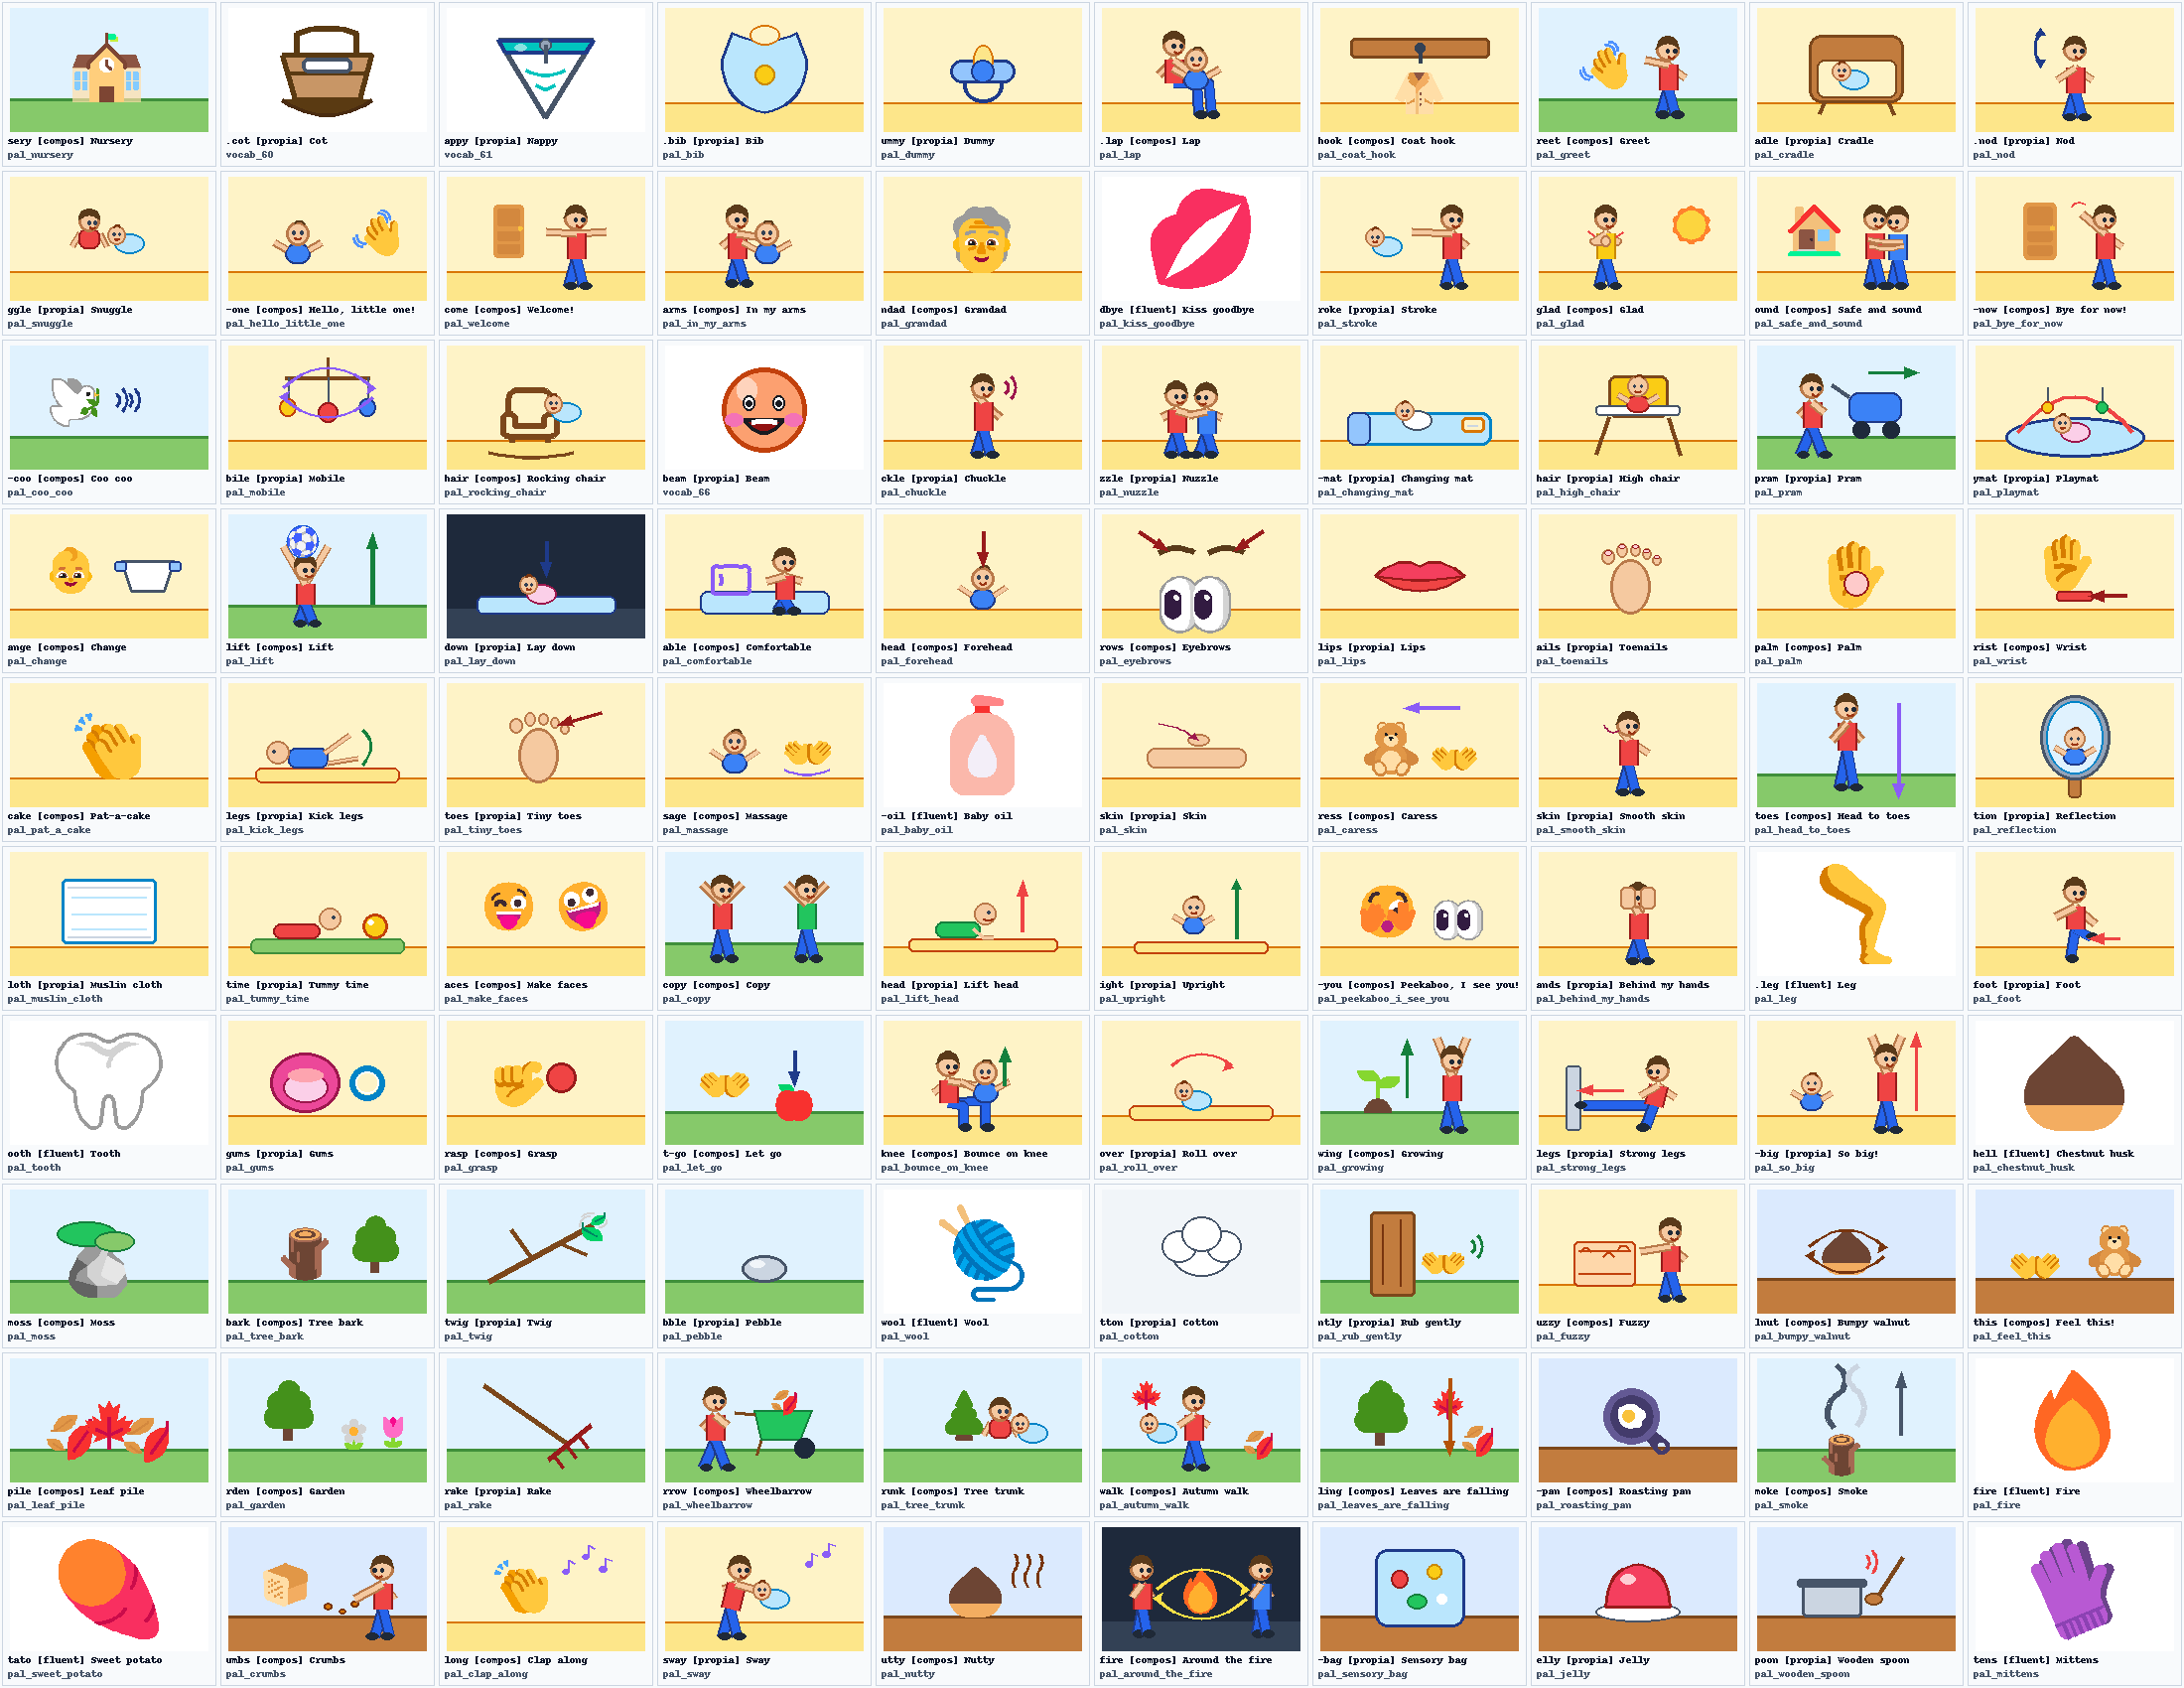 sery [compos] Nursery
pal_nursery
.cot [propia] Cot
vocab_60
appy [propia] Nappy
vocab_61
.bib [propia] Bib
pal_bib
ummy [propia] Dummy
pal_dummy
.lap [compos] Lap
pal_lap
hook [compos] Coat hook
pal_coat_hook
reet [compos] Greet
pal_greet
adle [propia] Cradle
pal_cradle
.nod [propia] Nod
pal_nod
ggle [propia] Snuggle
pal_snuggle
-one [compos] Hello, little one!
pal_hello_little_one
come [compos] Welcome!
pal_welcome
arms [compos] In my arms
pal_in_my_arms
ndad [compos] Grandad
pal_grandad
dbye [fluent] Kiss goodbye
pal_kiss_goodbye
roke [propia] Stroke
pal_stroke
glad [compos] Glad
pal_glad
ound [compos] Safe and sound
pal_safe_and_sound
-now [compos] Bye for now!
pal_bye_for_now
-coo [compos] Coo coo
pal_coo_coo
bile [propia] Mobile
pal_mobile
hair [compos] Rocking chair
pal_rocking_chair
beam [propia] Beam
vocab_66
ckle [propia] Chuckle
pal_chuckle
zzle [propia] Nuzzle
pal_nuzzle
-mat [propia] Changing mat
pal_changing_mat
hair [propia] High chair
pal_high_chair
pram [propia] Pram
pal_pram
ymat [propia] Playmat
pal_playmat
ange [compos] Change
pal_change
lift [compos] Lift
pal_lift
down [propia] Lay down
pal_lay_down
able [compos] Comfortable
pal_comfortable
head [compos] Forehead
pal_forehead
rows [compos] Eyebrows
pal_eyebrows
lips [propia] Lips
pal_lips
ails [propia] Toenails
pal_toenails
palm [compos] Palm
pal_palm
rist [compos] Wrist
pal_wrist
cake [compos] Pat-a-cake
pal_pat_a_cake
legs [propia] Kick legs
pal_kick_legs
toes [propia] Tiny toes
pal_tiny_toes
sage [compos] Massage
pal_massage
-oil [fluent] Baby oil
pal_baby_oil
skin [propia] Skin
pal_skin
ress [compos] Caress
pal_caress
skin [propia] Smooth skin
pal_smooth_skin
toes [compos] Head to toes
pal_head_to_toes
tion [propia] Reflection
pal_reflection
loth [propia] Muslin cloth
pal_muslin_cloth
time [propia] Tummy time
pal_tummy_time
aces [compos] Make faces
pal_make_faces
copy [compos] Copy
pal_copy
head [propia] Lift head
pal_lift_head
ight [propia] Upright
pal_upright
-you [compos] Peekaboo, I see you!
pal_peekaboo_i_see_you
ands [propia] Behind my hands
pal_behind_my_hands
.leg [fluent] Leg
pal_leg
foot [propia] Foot
pal_foot
ooth [fluent] Tooth
pal_tooth
gums [propia] Gums
pal_gums
rasp [compos] Grasp
pal_grasp
t-go [compos] Let go
pal_let_go
knee [compos] Bounce on knee
pal_bounce_on_knee
over [propia] Roll over
pal_roll_over
wing [compos] Growing
pal_growing
legs [propia] Strong legs
pal_strong_legs
-big [propia] So big!
pal_so_big
hell [fluent] Chestnut husk
pal_chestnut_husk
moss [compos] Moss
pal_moss
bark [compos] Tree bark
pal_tree_bark
twig [propia] Twig
pal_twig
bble [propia] Pebble
pal_pebble
wool [fluent] Wool
pal_wool
tton [propia] Cotton
pal_cotton
ntly [propia] Rub gently
pal_rub_gently
uzzy [compos] Fuzzy
pal_fuzzy
lnut [compos] Bumpy walnut
pal_bumpy_walnut
this [compos] Feel this!
pal_feel_this
pile [compos] Leaf pile
pal_leaf_pile
rden [compos] Garden
pal_garden
rake [propia] Rake
pal_rake
rrow [compos] Wheelbarrow
pal_wheelbarrow
runk [compos] Tree trunk
pal_tree_trunk
walk [compos] Autumn walk
pal_autumn_walk
ling [compos] Leaves are falling
pal_leaves_are_falling
-pan [compos] Roasting pan
pal_roasting_pan
moke [compos] Smoke
pal_smoke
fire [fluent] Fire
pal_fire
tato [fluent] Sweet potato
pal_sweet_potato
umbs [compos] Crumbs
pal_crumbs
long [compos] Clap along
pal_clap_along
sway [propia] Sway
pal_sway
utty [compos] Nutty
pal_nutty
fire [compos] Around the fire
pal_around_the_fire
-bag [propia] Sensory bag
pal_sensory_bag
elly [propia] Jelly
pal_jelly
poon [propia] Wooden spoon
pal_wooden_spoon
tens [fluent] Mittens
pal_mittens